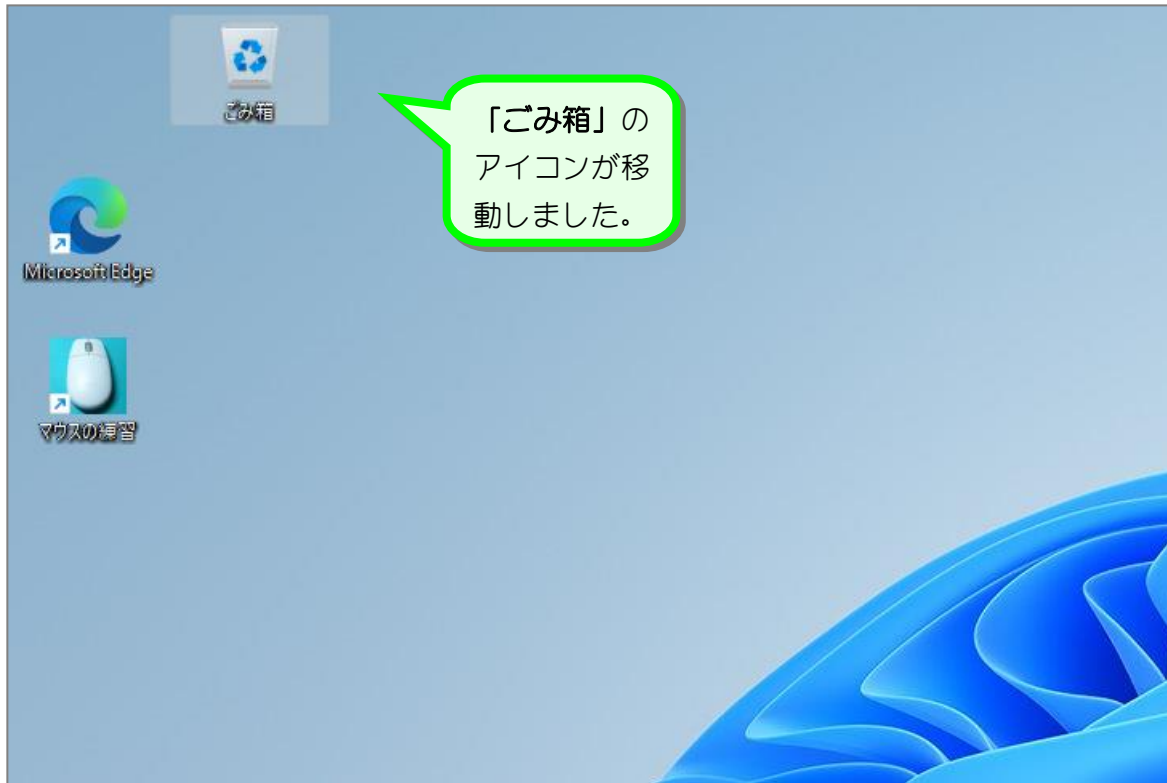 ごみ箱
「ごみ箱」の
アイコンが移
動しました。
Microsoft Edge
マウスの練習